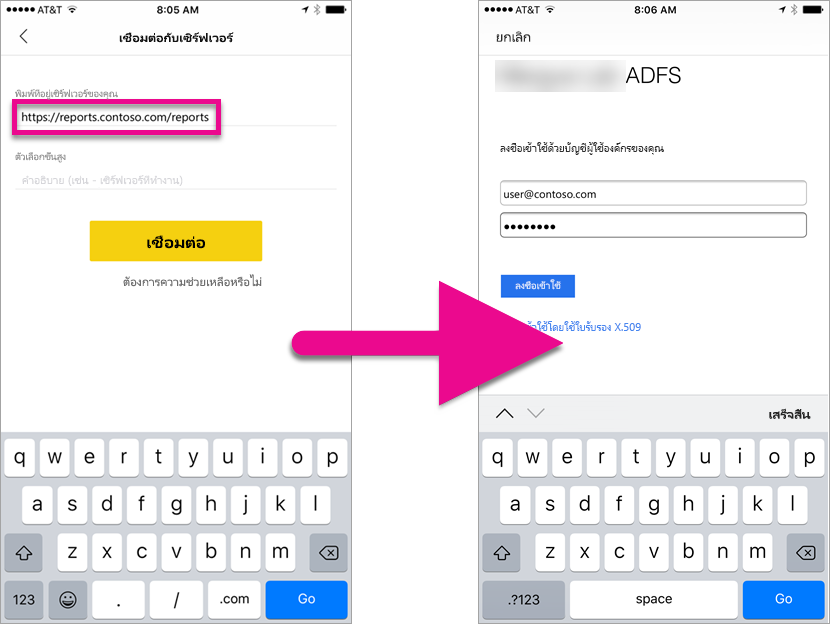 AT&T 8:05 AM
เชื่อมต่อกับเซิร์ฟเวอร์
พิมพ์ที่อยู่เซิร์ฟเวอร์ของคุณ
https://reports.contoso.com/reports
ตัวเลือกขั้นสูง
คำอธิบาย (เช่น - เซิร์ฟเวอร์ที่ทำงาน)
เชื่อมต่อ
ต้องการความช่วยเหลือหรือไม่
q w e r t y u i o p
a s d f g h j k l
z x c v b n m
123 . / .com Go
AT&T 8:06 AM
ยกเลิก
ADFS
ลงชื่อเข้าใช้ด้วยบัญชีผู้ใช้องค์กรของคุณ
user@contoso.com
ลงชื่อเข้าใช้
เข้าใช้โดยใช้ใบรับรอง X.509
เสร็จสิ้น
q w e r t y u i o p
a s d f g h j k l
z x c v b n m
.?123 space Go